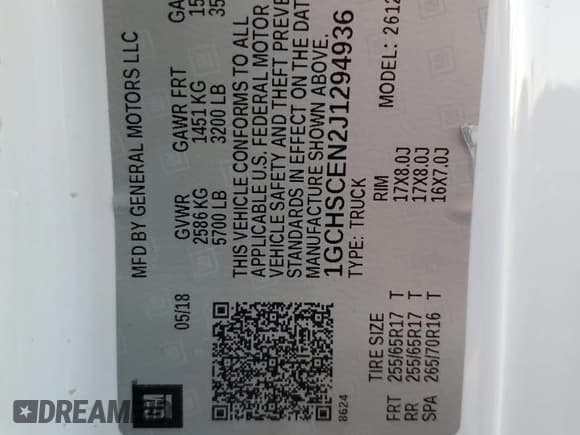 MFD BY GENERAL MOTORS LLC
05/18
GVWR
2586 KG
5700 LB
GAWR FRT
1451 KG
3200 LB
THIS VEHICLE CONFORMS TO ALL
APPLICABLE U.S. FEDERAL MOTOR
VEHICLE SAFETY AND THEFT
STANDARDS IN EFFECT ON THE
MANUFACTURE SHOWN ABOVE.
1GCHSCEN2J1294936
TYPE: TRUCK
MODEL:
TIRE SIZE RIM
FRT 255/65R17 T 17X8.0J
RR 255/65R17 T 17X8.0J
SPA 265/70R16 T 16X7.0J
8624
GM
DREAM